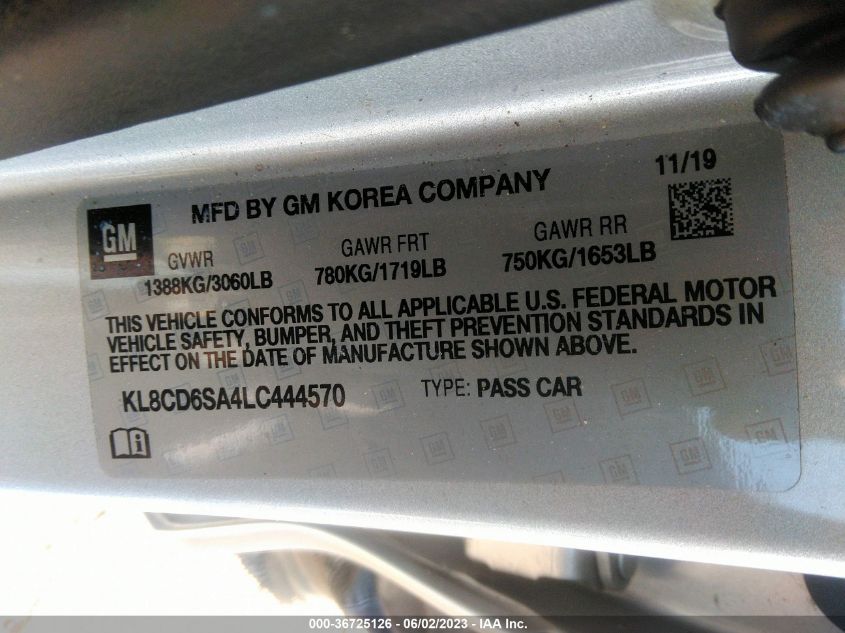 MFD BY GM KOREA COMPANY
11/19
GM
GVWR
GAWR FRT
GAWR RR
1388KG/3060LB
780KG/1719LB
750KG/1653LB
THIS VEHICLE CONFORMS TO ALL APPLICABLE U.S. FEDERAL MOTOR
VEHICLE SAFETY, BUMPER, AND THEFT PREVENTION STANDARDS IN
EFFECT ON THE DATE OF MANUFACTURE SHOWN ABOVE.
KL8CD6SA4LC444570
TYPE: PASS CAR
000-36725126 - 06/02/2023 - IAA Inc.